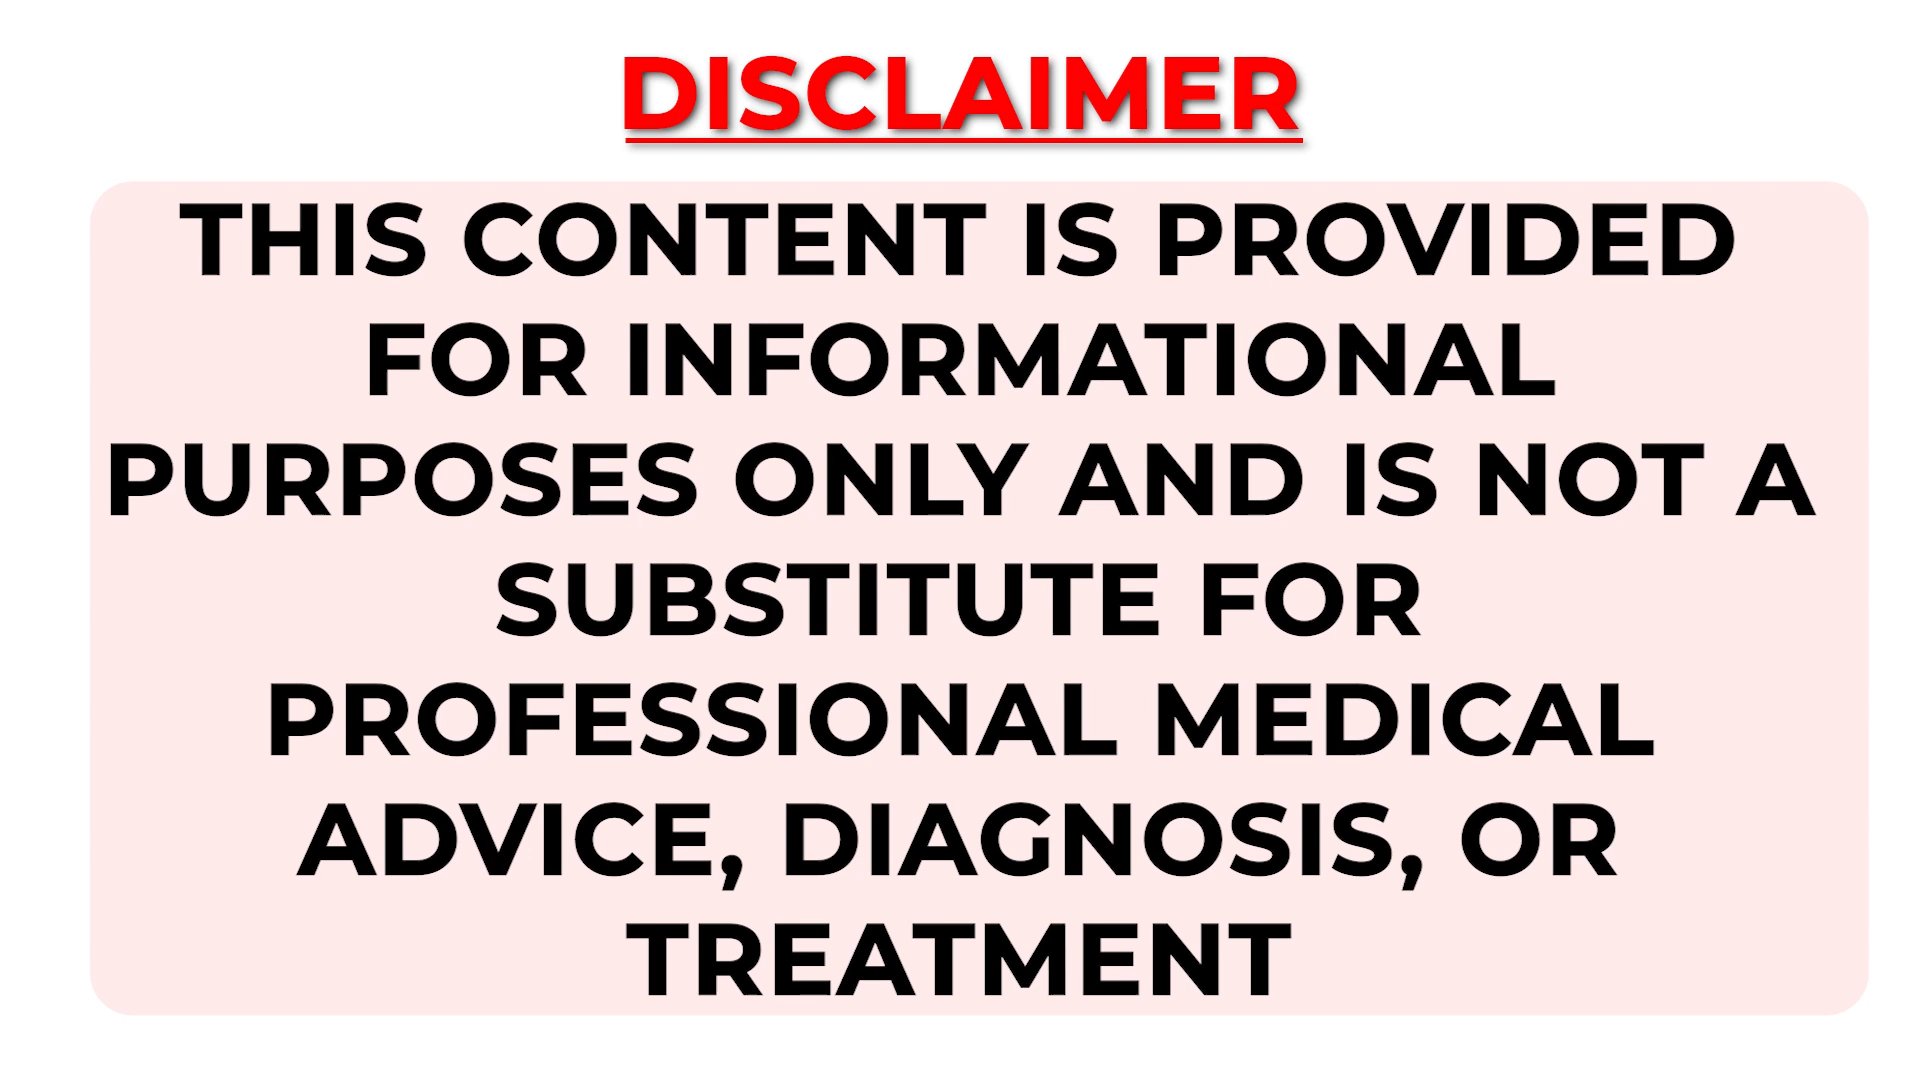 DISCLAIMER
THIS CONTENT IS PROVIDED
FOR INFORMATIONAL
PURPOSES ONLY AND IS NOT A
SUBSTITUTE FOR
PROFESSIONAL MEDICAL
ADVICE, DIAGNOSIS, OR
TREATMENT